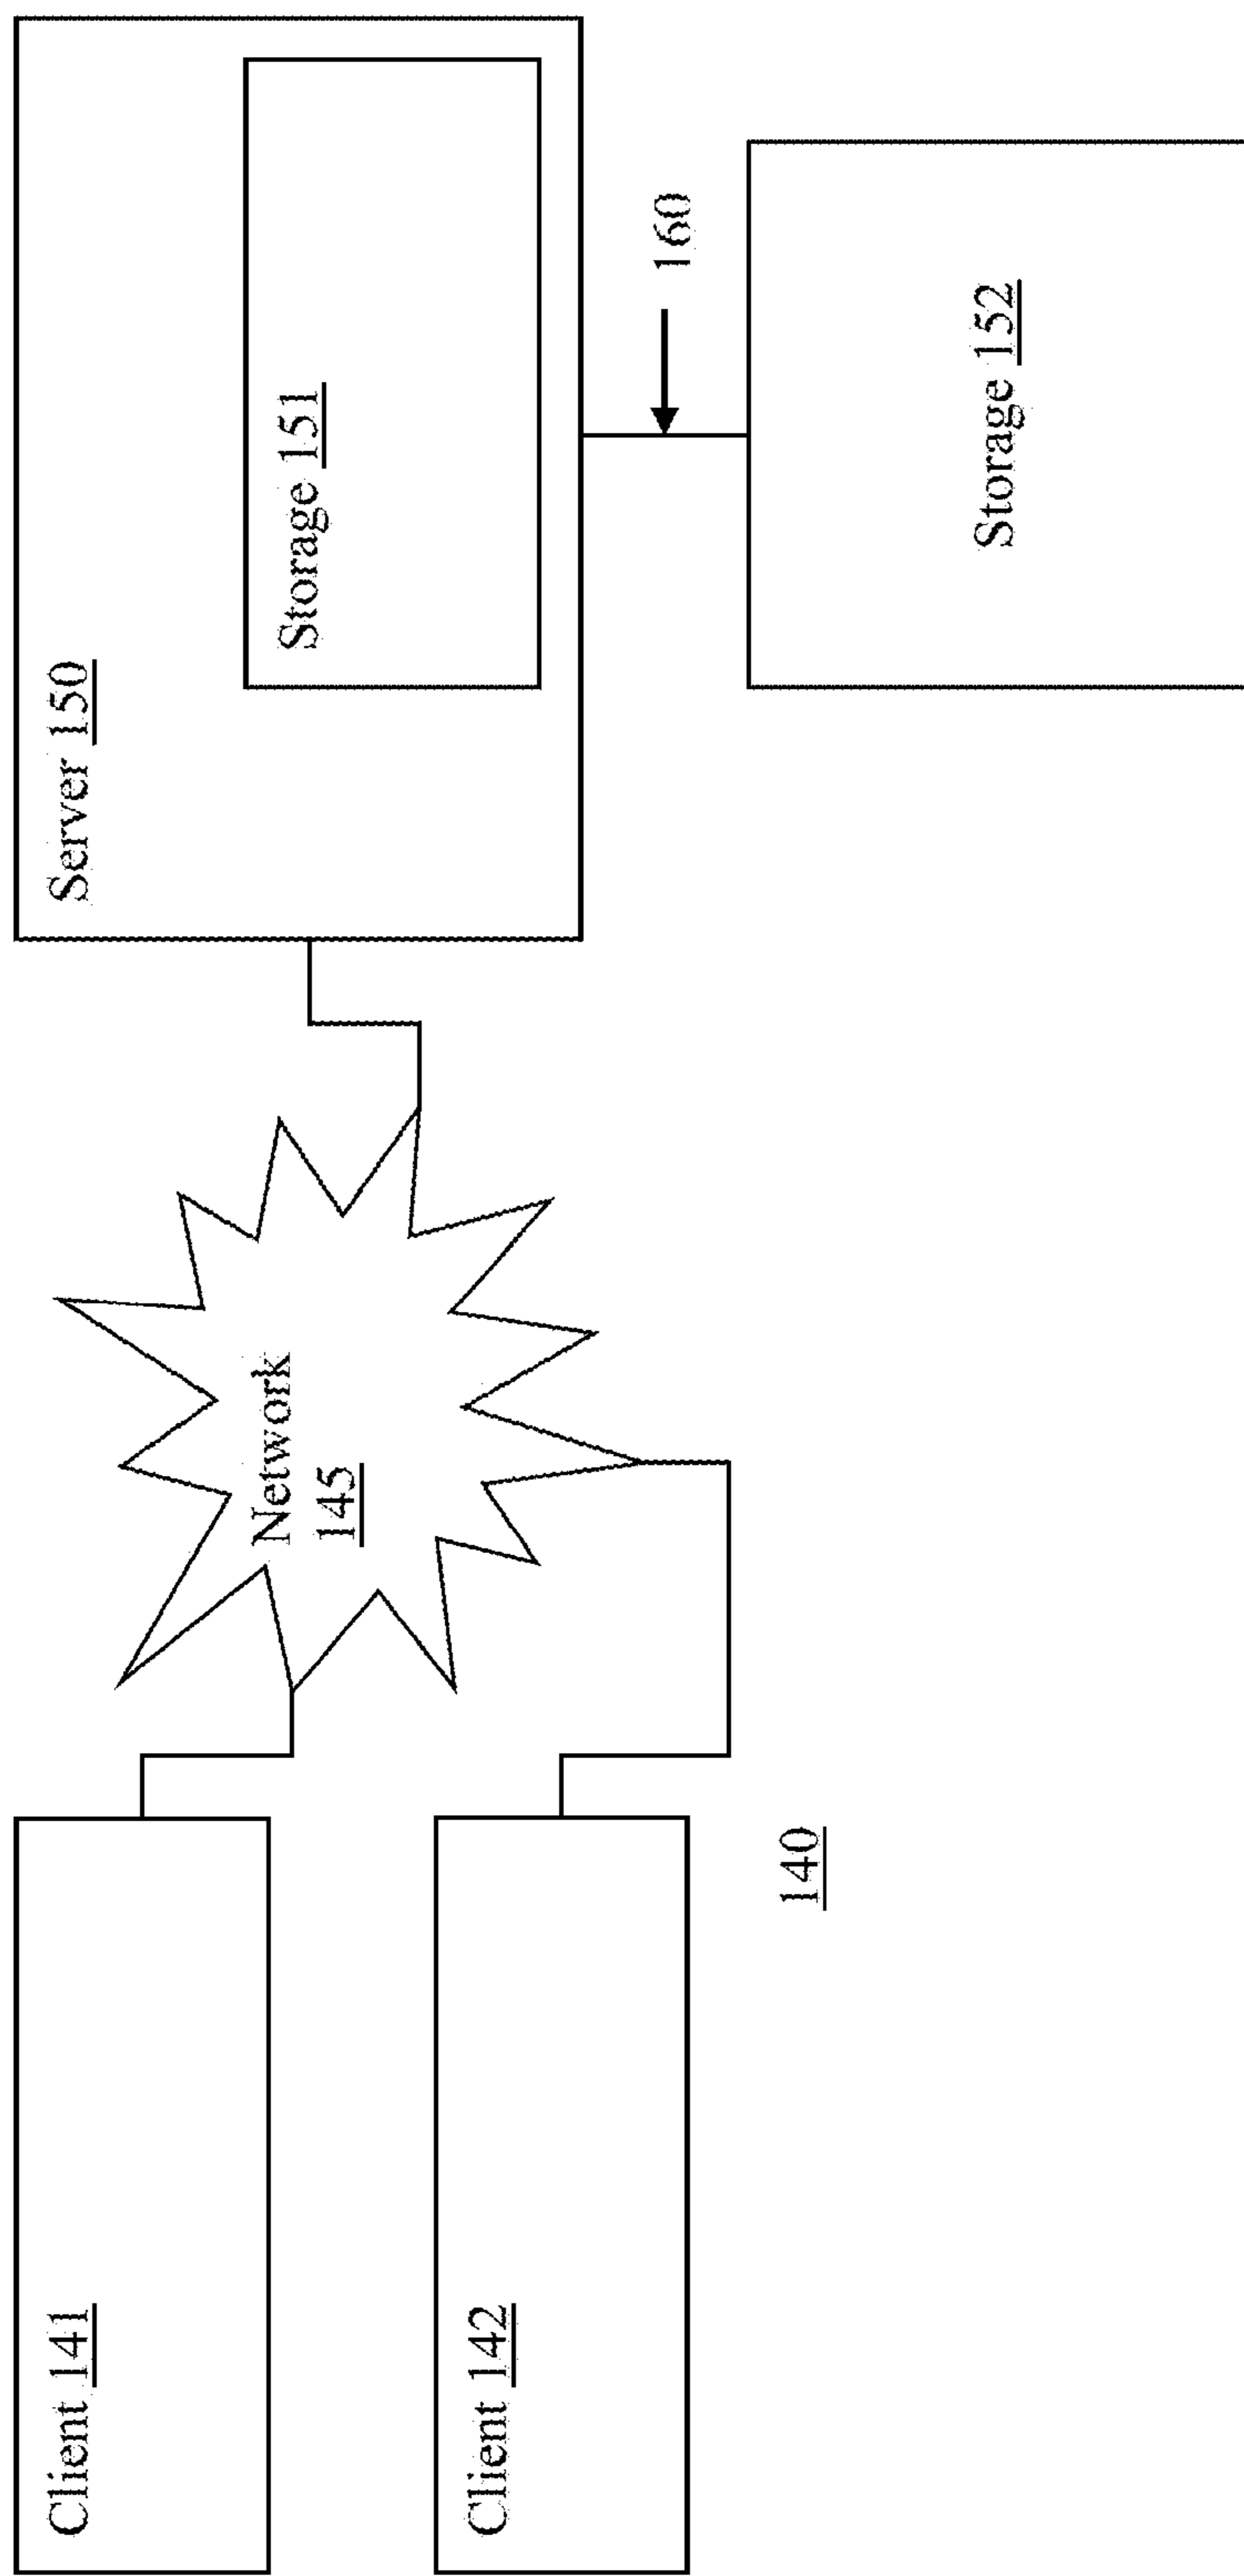 Client 141
Client 142
140
Network
145
Server 150
Storage 151
160
Storage 152